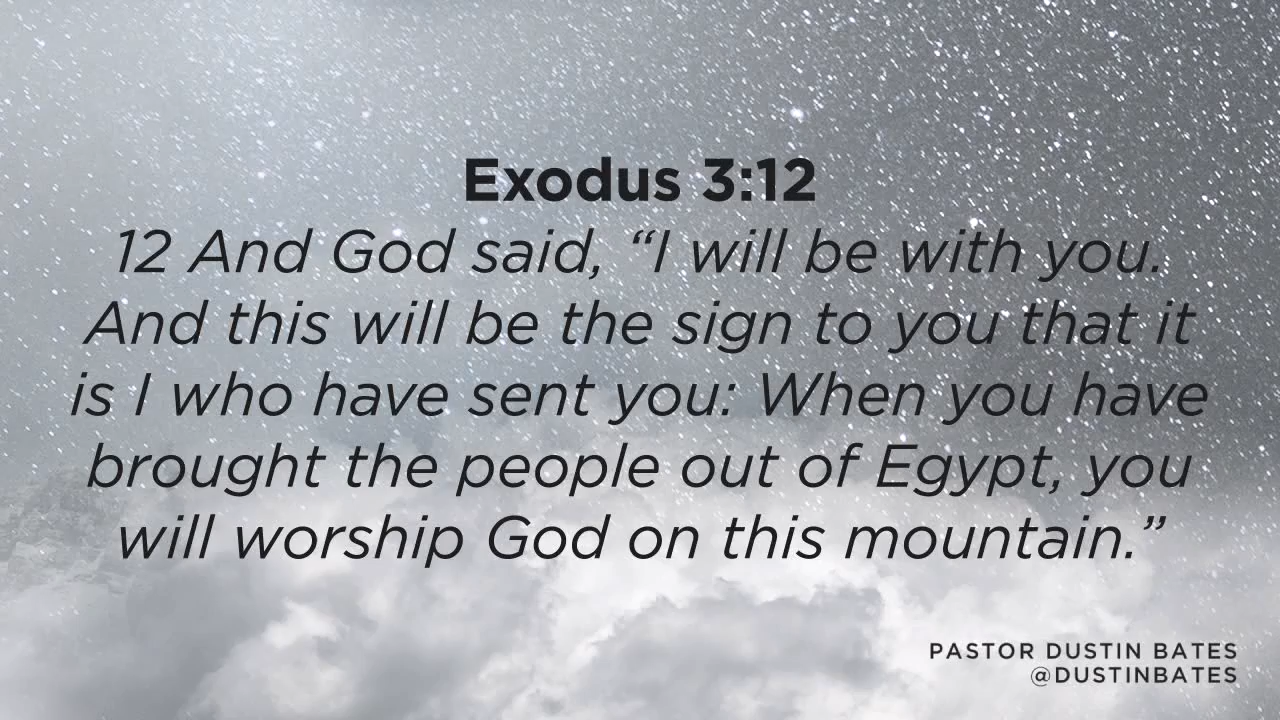 Exodus 3:12
12 And God said, “I will be with you.
And this will be the sign to you that it
is I who have sent you: When you have
brought the people out of Egypt, you
will worship God on this mountain.”
PASTOR DUSTIN BATES
@DUSTINBATES